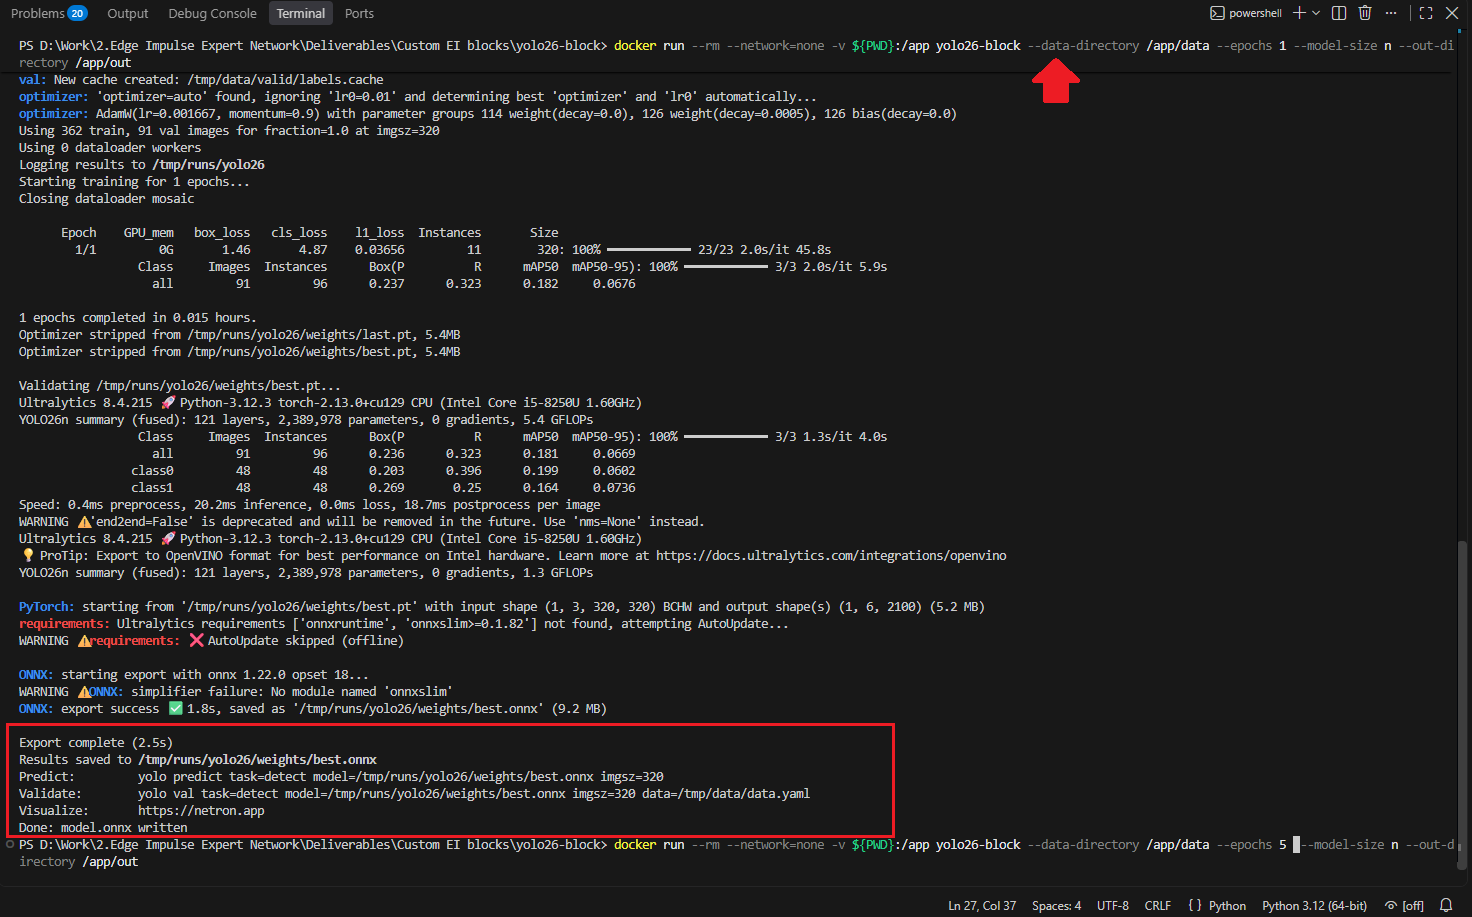 Problems 20 Output Debug Console Terminal Ports powershell
PS D:\Work\2.Edge Impulse Expert Network\Deliverables\Custom EI blocks\yolo26-block> docker run --rm --network=none -v ${PWD}:/app yolo26-block --data-directory /app/data --epochs 1 --model-size n --out-di
rectory /app/out
val: New cache created: /tmp/data/valid/labels.cache
optimizer: 'optimizer=auto' found, ignoring 'lr0=0.01' and determining best 'optimizer' and 'lr0' automatically...
optimizer: AdamW(lr=0.001667, momentum=0.9) with parameter groups 114 weight(decay=0.0), 126 weight(decay=0.0005), 126 bias(decay=0.0)
Using 362 train, 91 val images for fraction=1.0 at imgsz=320
Using 0 dataloader workers
Logging results to /tmp/runs/yolo26
Starting training for 1 epochs...
Closing dataloader mosaic
Epoch GPU_mem box_loss cls_loss l1_loss Instances Size
1/1 0G 1.46 4.87 0.03656 11 320: 100% 23/23 2.0s/it 45.8s
Class Images Instances Box(P R mAP50 mAP50-95): 100% 3/3 2.0s/it 5.9s
all 91 96 0.237 0.323 0.182 0.0676
1 epochs completed in 0.015 hours.
Optimizer stripped from /tmp/runs/yolo26/weights/last.pt, 5.4MB
Optimizer stripped from /tmp/runs/yolo26/weights/best.pt, 5.4MB
Validating /tmp/runs/yolo26/weights/best.pt...
Ultralytics 8.4.215 🚀 Python-3.12.3 torch-2.13.0+cu129 CPU (Intel Core i5-8250U 1.60GHz)
YOLO26n summary (fused): 121 layers, 2,389,978 parameters, 0 gradients, 5.4 GFLOPs
Class Images Instances Box(P R mAP50 mAP50-95): 100% 3/3 1.3s/it 4.0s
all 91 96 0.236 0.323 0.181 0.0669
class0 48 48 0.203 0.396 0.199 0.0602
class1 48 48 0.269 0.25 0.164 0.0736
Speed: 0.4ms preprocess, 20.2ms inference, 0.0ms loss, 18.7ms postprocess per image
WARNING ⚠️'end2end=False' is deprecated and will be removed in the future. Use 'nms=None' instead.
Ultralytics 8.4.215 🚀 Python-3.12.3 torch-2.13.0+cu129 CPU (Intel Core i5-8250U 1.60GHz)
💡 ProTip: Export to OpenVINO format for best performance on Intel hardware. Learn more at https://docs.ultralytics.com/integrations/openvino
YOLO26n summary (fused): 121 layers, 2,389,978 parameters, 0 gradients, 1.3 GFLOPs
PyTorch: starting from '/tmp/runs/yolo26/weights/best.pt' with input shape (1, 3, 320, 320) BCHW and output shape(s) (1, 6, 2100) (5.2 MB)
requirements: Ultralytics requirements ['onnxruntime', 'onnxslim>=0.1.82'] not found, attempting AutoUpdate...
WARNING ⚠️requirements: ❌ AutoUpdate skipped (offline)
ONNX: starting export with onnx 1.22.0 opset 18...
WARNING ⚠️ONNX: simplifier failure: No module named 'onnxslim'
ONNX: export success ✅ 1.8s, saved as '/tmp/runs/yolo26/weights/best.onnx' (9.2 MB)
Export complete (2.5s)
Results saved to /tmp/runs/yolo26/weights/best.onnx
Predict: yolo predict task=detect model=/tmp/runs/yolo26/weights/best.onnx imgsz=320
Validate: yolo val task=detect model=/tmp/runs/yolo26/weights/best.onnx imgsz=320 data=/tmp/data/data.yaml
Visualize: https://netron.app
Done: model.onnx written
PS D:\Work\2.Edge Impulse Expert Network\Deliverables\Custom EI blocks\yolo26-block> docker run --rm --network=none -v ${PWD}:/app yolo26-block --data-directory /app/data --epochs 5 --model-size n --out-d
irectory /app/out
Ln 27, Col 37 Spaces: 4 UTF-8 CRLF { } Python Python 3.12 (64-bit) [off]